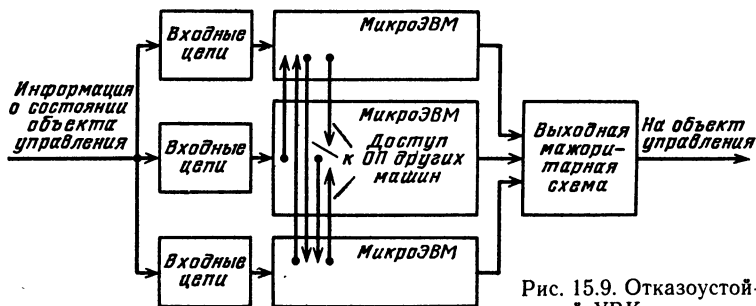 Входные
цепи
МикроЭВМ
Информация
о состоянии
объекта
управления
Входные
цепи
МикроЭВМ
Доступ
к ОП других
машин
Выходная
мажори-
тарная
схема
На объект
управления
Входные
цепи
МикроЭВМ
Рис. 15.9. Отказоустой-